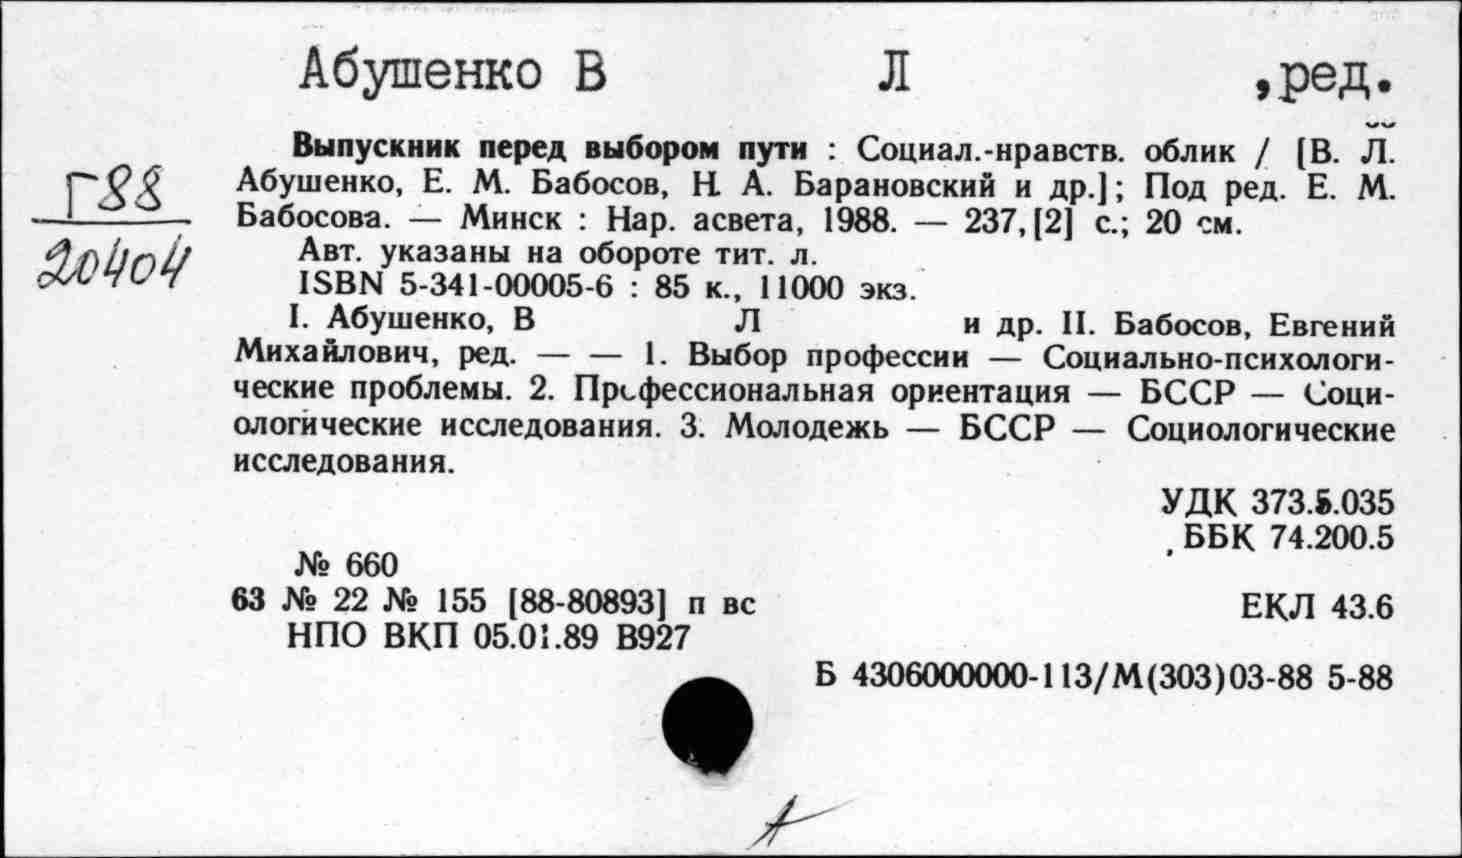 Абушенко В Л ,ред.
Г88
20404
Выпускник перед выбором пути : Социал.-нравств. облик / [В. Л.
Абушенко, Е. М. Бабосов, Н. А. Барановский и др.]; Под ред. Е. М.
Бабосова. — Минск : Нар. асвета, 1988. — 237,[2] с.; 20 см.
Авт. указаны на обороте тит. л.
ISBN 5-341-00005-6 : 85 к., 11000 экз.
I. Абушенко, В Л и др. II. Бабосов, Евгений
Михайлович, ред. — — 1. Выбор профессии — Социально-психологи-
ческие проблемы. 2. Профессиональная ориентация — БССР — Соци-
ологические исследования. 3. Молодежь — БССР — Социологические
исследования.
УДК 373.5.035
ББК 74.200.5
№ 660
63 № 22 № 155 [88-80893] п вс
ЕКЛ 43.6
НПО ВКП 05.01.89 В927
Б 4306000000-113/М(303)03-88 5-88